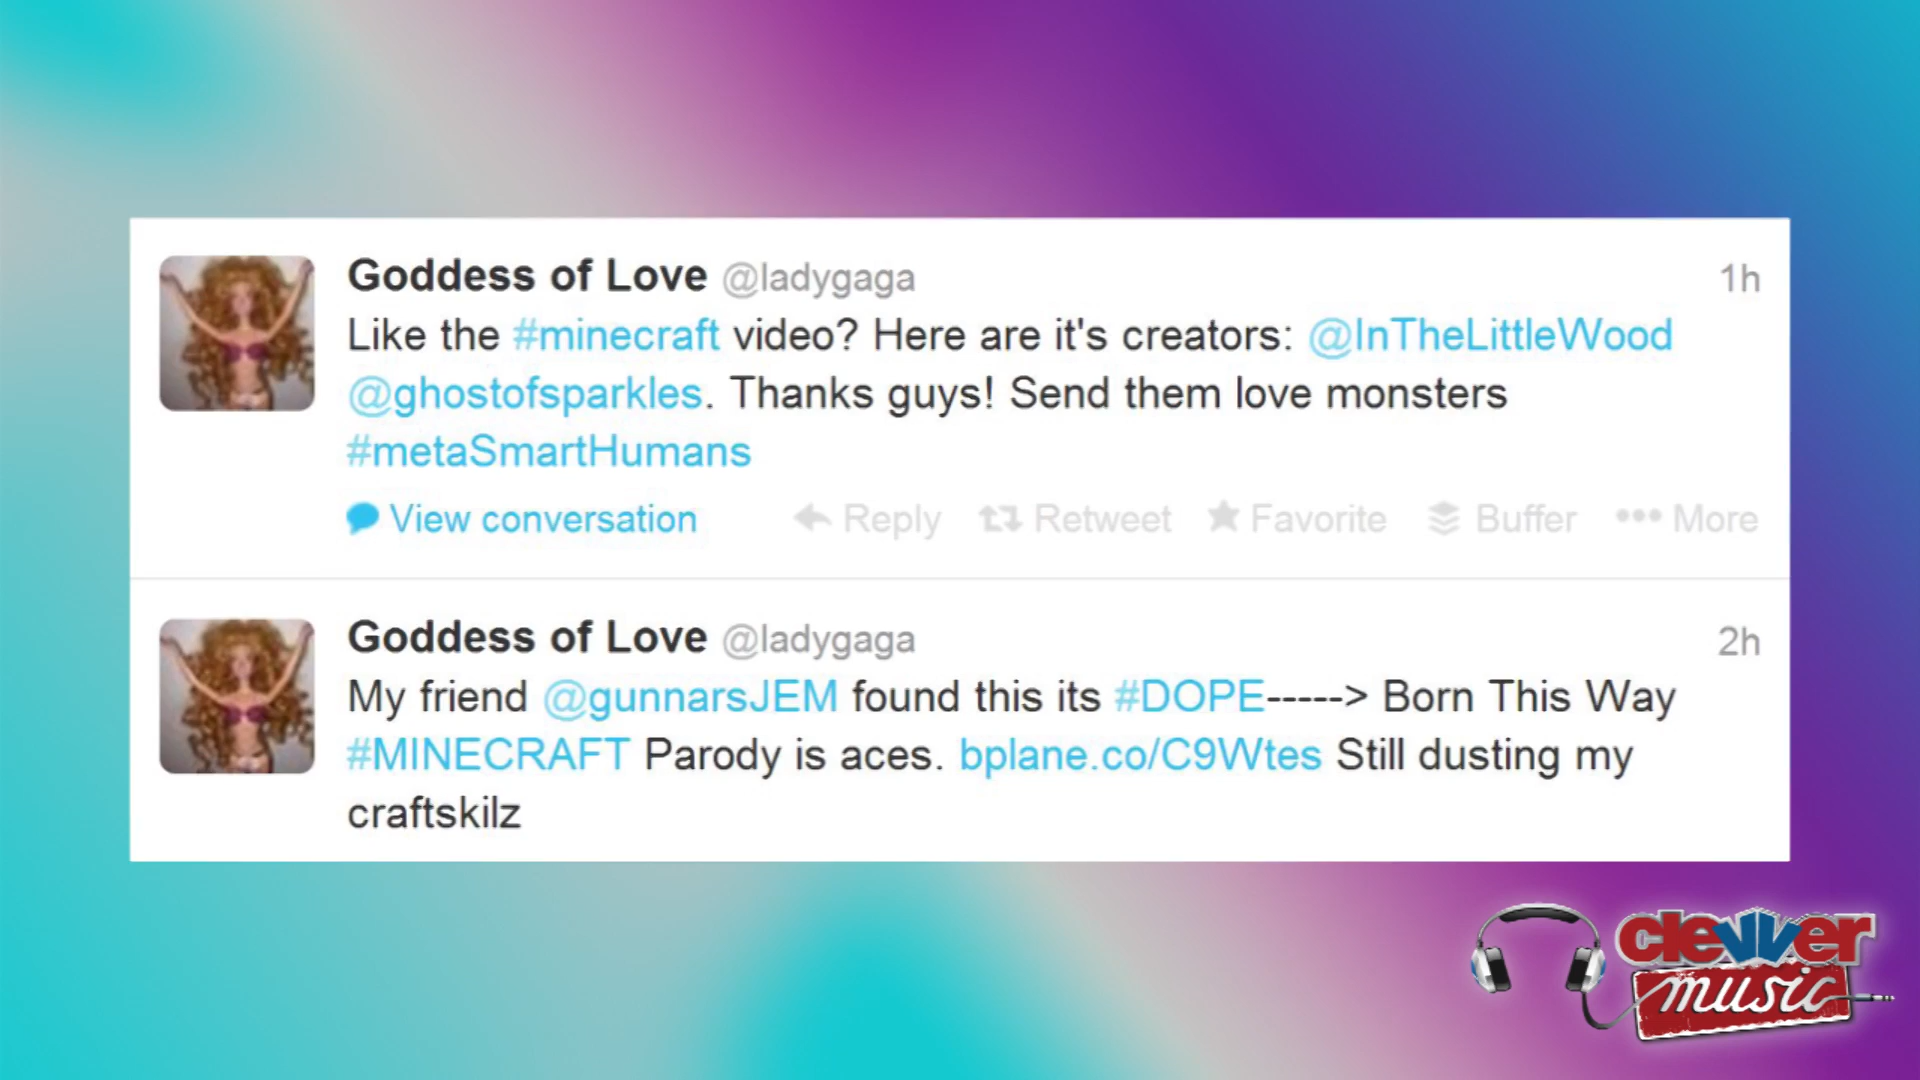 Goddess of Love @ladygaga 1h
Like the #minecraft video? Here are it's creators: @InTheLittleWood
@ghostofsparkles. Thanks guys! Send them love monsters
#metaSmartHumans
View conversation Reply Retweet Favorite Buffer More
Goddess of Love @ladygaga 2h
My friend @gunnarsJEM found this its #DOPE-----> Born This Way
#MINECRAFT Parody is aces. bplane.co/C9Wtes Still dusting my
craftskilz
clevver
music